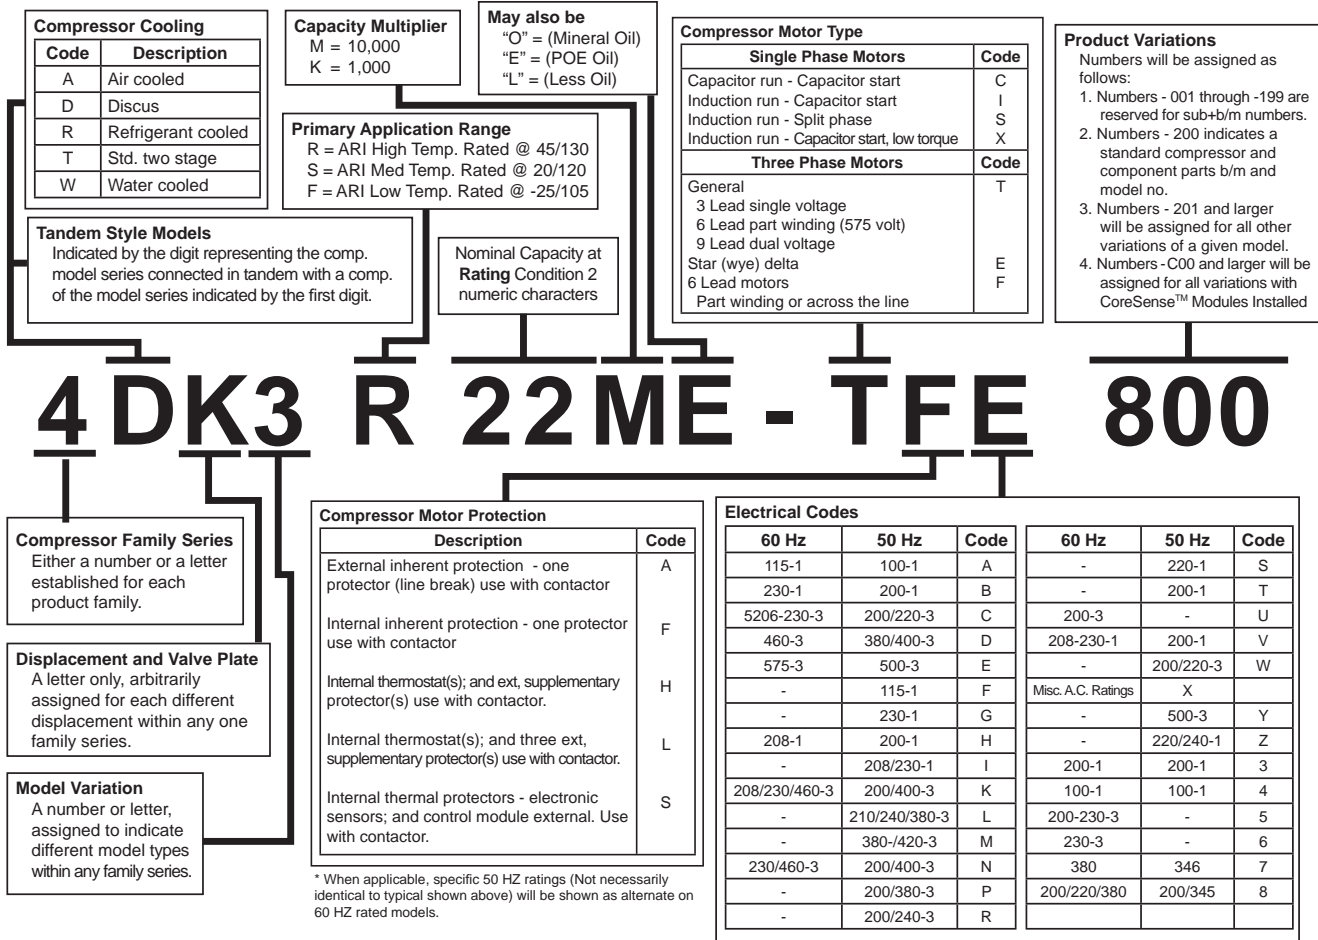 Compressor Cooling
Code Description
A Air cooled
D Discus
R Refrigerant cooled
T Std. two stage
W Water cooled
Capacity Multiplier
M = 10,000
K = 1,000
May also be
“O” = (Mineral Oil)
“E” = (POE Oil)
“L” = (Less Oil)
Primary Application Range
R = ARI High Temp. Rated @ 45/130
S = ARI Med Temp. Rated @ 20/120
F = ARI Low Temp. Rated @ -25/105
Compressor Motor Type
Single Phase Motors Code
Capacitor run - Capacitor start C
Induction run - Capacitor start I
Induction run - Split phase S
Induction run - Capacitor start, low torque X
Three Phase Motors Code
General T
3 Lead single voltage
6 Lead part winding (575 volt)
9 Lead dual voltage
Star (wye) delta E
6 Lead motors F
Part winding or across the line
Product Variations
Numbers will be assigned as
follows:
1. Numbers - 001 through -199 are
reserved for sub+b/m numbers.
2. Numbers - 200 indicates a
standard compressor and
component parts b/m and
model no.
3. Numbers - 201 and larger
will be assigned for all other
variations of a given model.
4. Numbers - C00 and larger will be
assigned for all variations with
CoreSense™ Modules Installed
Tandem Style Models
Indicated by the digit representing the comp.
model series connected in tandem with a comp.
of the model series indicated by the first digit.
Nominal Capacity at
Rating Condition 2
numeric characters
4DK3 R 22ME - TFE 800
Compressor Family Series
Either a number or a letter
established for each
product family.
Displacement and Valve Plate
A letter only, arbitrarily
assigned for each different
displacement within any one
family series.
Model Variation
A number or letter,
assigned to indicate
different model types
within any family series.
Compressor Motor Protection
Description Code
External inherent protection - one A
protector (line break) use with contactor
Internal inherent protection - one protector F
use with contactor
Internal thermostat(s); and ext, supplementary H
protector(s) use with contactor.
Internal thermostat(s); and three ext, L
supplementary protector(s) use with contactor.
Internal thermal protectors - electronic S
sensors; and control module external. Use
with contactor.
* When applicable, specific 50 HZ ratings (Not necessarily
identical to typical shown above) will be shown as alternate on
60 HZ rated models.
Electrical Codes
60 Hz 50 Hz Code 60 Hz 50 Hz Code
115-1 100-1 A - 220-1 S
230-1 200-1 B - 200-1 T
5206-230-3 200/220-3 C 200-3 - U
460-3 380/400-3 D 208-230-1 200-1 V
575-3 500-3 E - 200/220-3 W
- 115-1 F Misc. A.C. Ratings X
- 230-1 G - 500-3 Y
208-1 200-1 H - 220/240-1 Z
- 208/230-1 I 200-1 200-1 3
208/230/460-3 200/400-3 K 100-1 100-1 4
- 210/240/380-3 L 200-230-3 - 5
- 380-/420-3 M 230-3 - 6
230/460-3 200/400-3 N 380 346 7
- 200/380-3 P 200/220/380 200/345 8
- 200/240-3 R